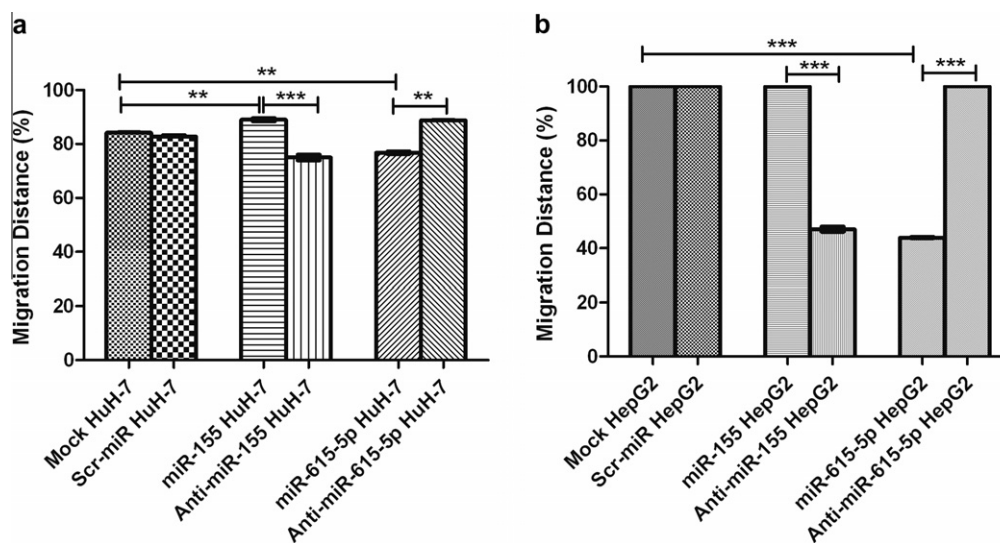 a
**
** ***
**
100
80
60
40
20
0
Migration Distance (%)
Mock HuH-7
Scr-miR HuH-7
miR-155 HuH-7
Anti-miR-155 HuH-7
miR-615-5p HuH-7
Anti-miR-615-5p HuH-7
b
***
*** ***
100
80
60
40
20
0
Migration Distance (%)
Mock HepG2
Scr-miR HepG2
miR-155 HepG2
Anti-miR-155 HepG2
miR-615-5p HepG2
Anti-miR-615-5p HepG2